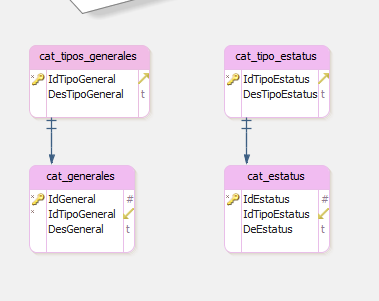 cat_tipos_generales
IdTipoGeneral
DesTipoGeneral t
cat_tipo_estatus
IdTipoEstatus
DesTipoEstatus t
cat_generales
IdGeneral #
IdTipoGeneral
DesGeneral t
cat_estatus
IdEstatus #
IdTipoEstatus
DeEstatus t